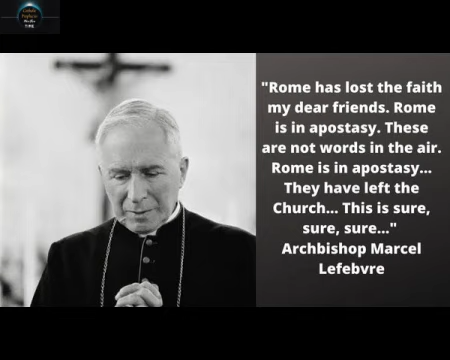 TIME
"Rome has lost the faith
my dear friends. Rome
is in apostasy. These
are not words in the air.
Rome is in apostasy...
They have left the
Church... This is sure,
sure, sure..."
Archbishop Marcel
Lefebvre